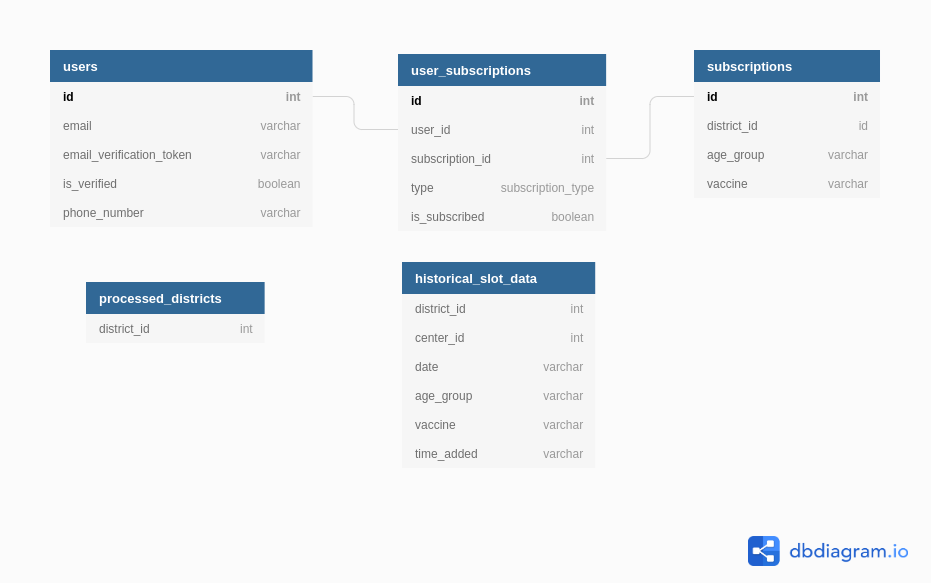 users
id int
email varchar
email_verification_token varchar
is_verified boolean
phone_number varchar
user_subscriptions
id int
user_id int
subscription_id int
type subscription_type
is_subscribed boolean
subscriptions
id int
district_id id
age_group varchar
vaccine varchar
processed_districts
district_id int
historical_slot_data
district_id int
center_id int
date varchar
age_group varchar
vaccine varchar
time_added varchar
dbdiagram.io